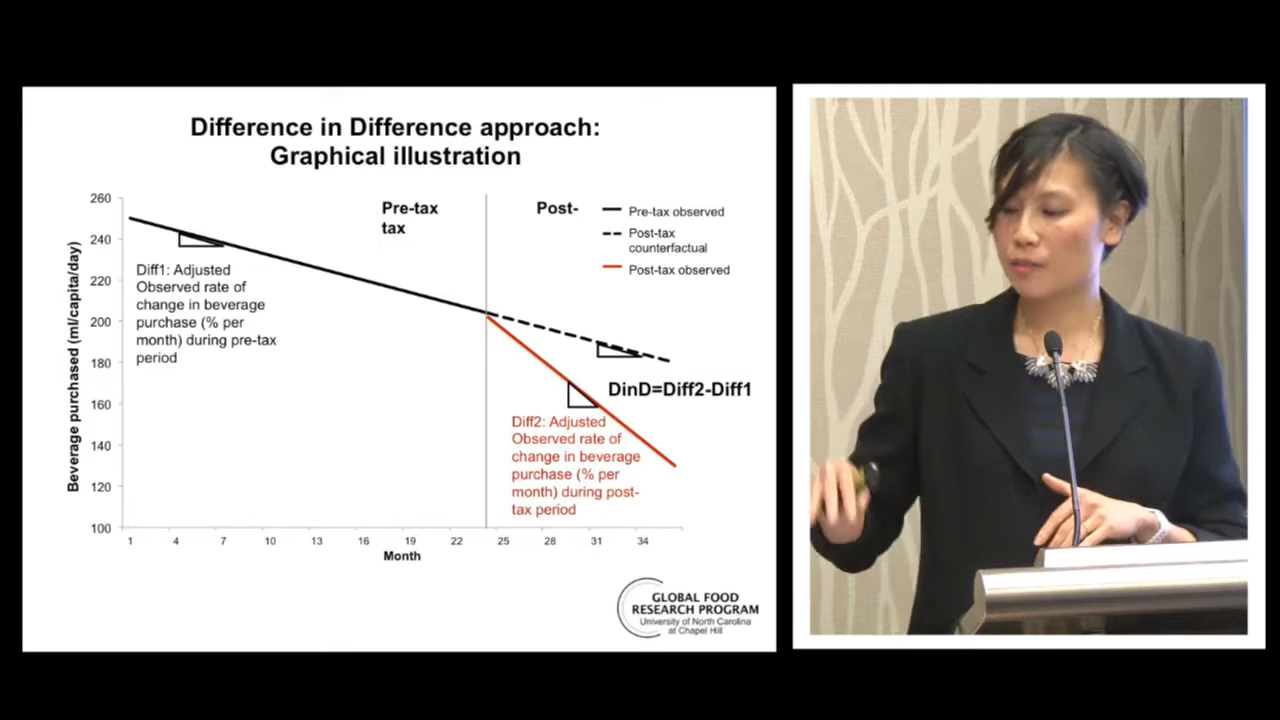 Difference in Difference approach:
Graphical illustration
260
240
220
200
180
160
140
120
100
Beverage purchased (ml/capita/day)
Pre-tax
tax
Post-
Pre-tax observed
Post-tax
counterfactual
Post-tax observed
Diff1: Adjusted
Observed rate of
change in beverage
purchase (% per
month) during pre-tax
period
DinD=Diff2-Diff1
Diff2: Adjusted
Observed rate of
change in beverage
purchase (% per
month) during post-
tax period
1 4 7 10 13 16 19 22 25 28 31 34
Month
GLOBAL FOOD
RESEARCH PROGRAM
University of North Carolina
at Chapel Hill